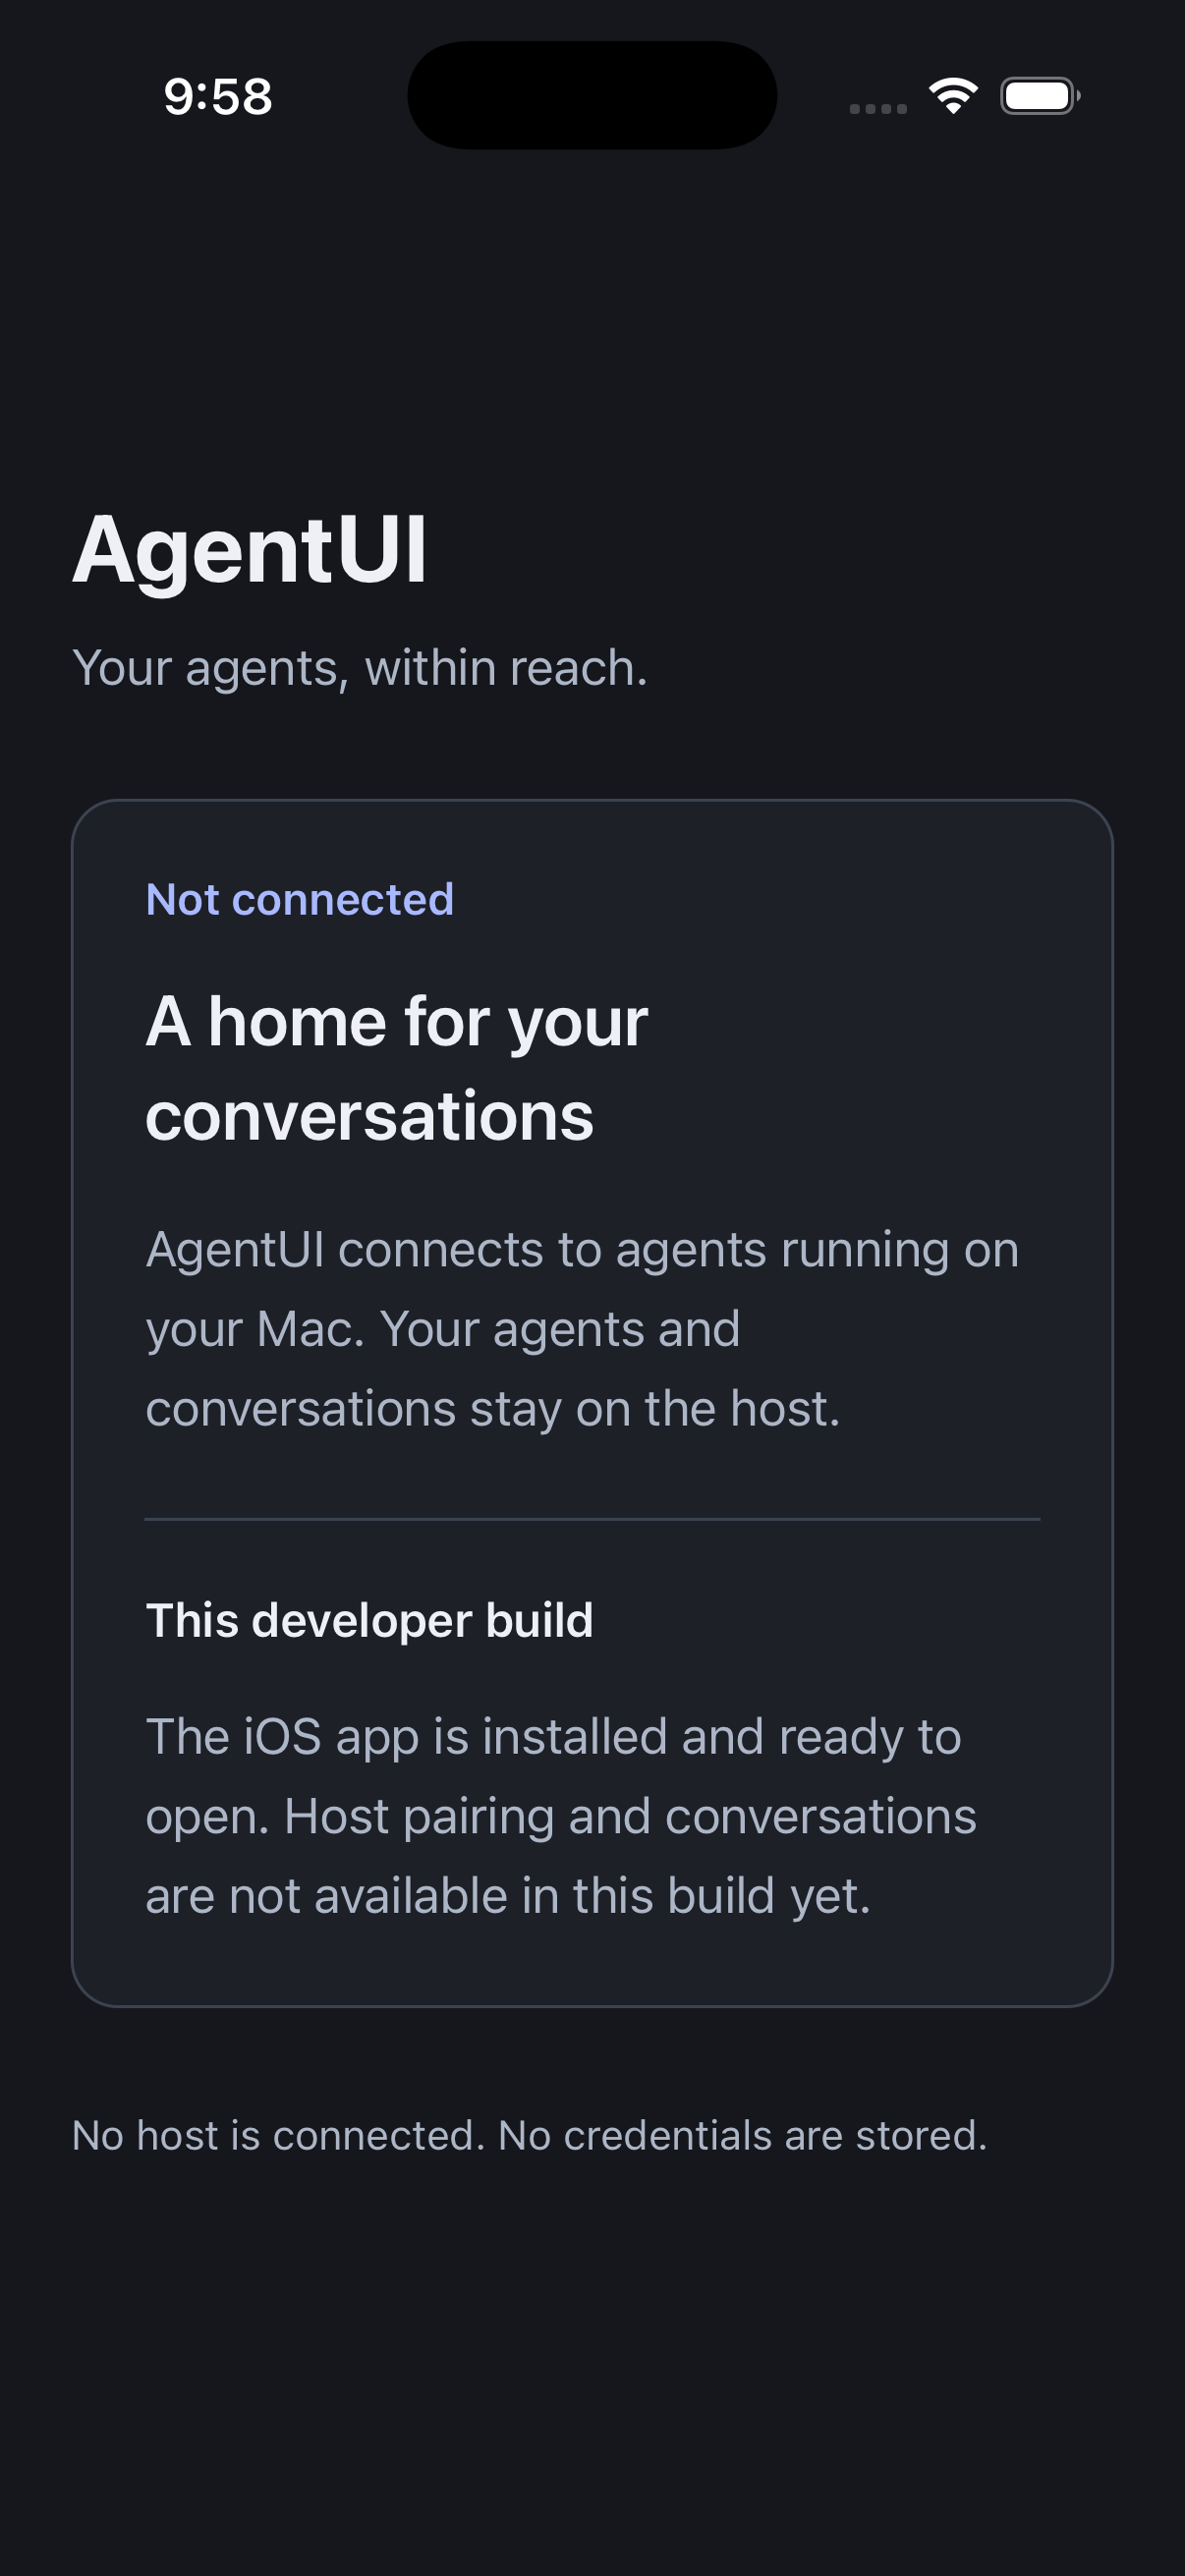 9:58
AgentUI
Your agents, within reach.
Not connected
A home for your
conversations
AgentUI connects to agents running on
your Mac. Your agents and
conversations stay on the host.
This developer build
The iOS app is installed and ready to
open. Host pairing and conversations
are not available in this build yet.
No host is connected. No credentials are stored.